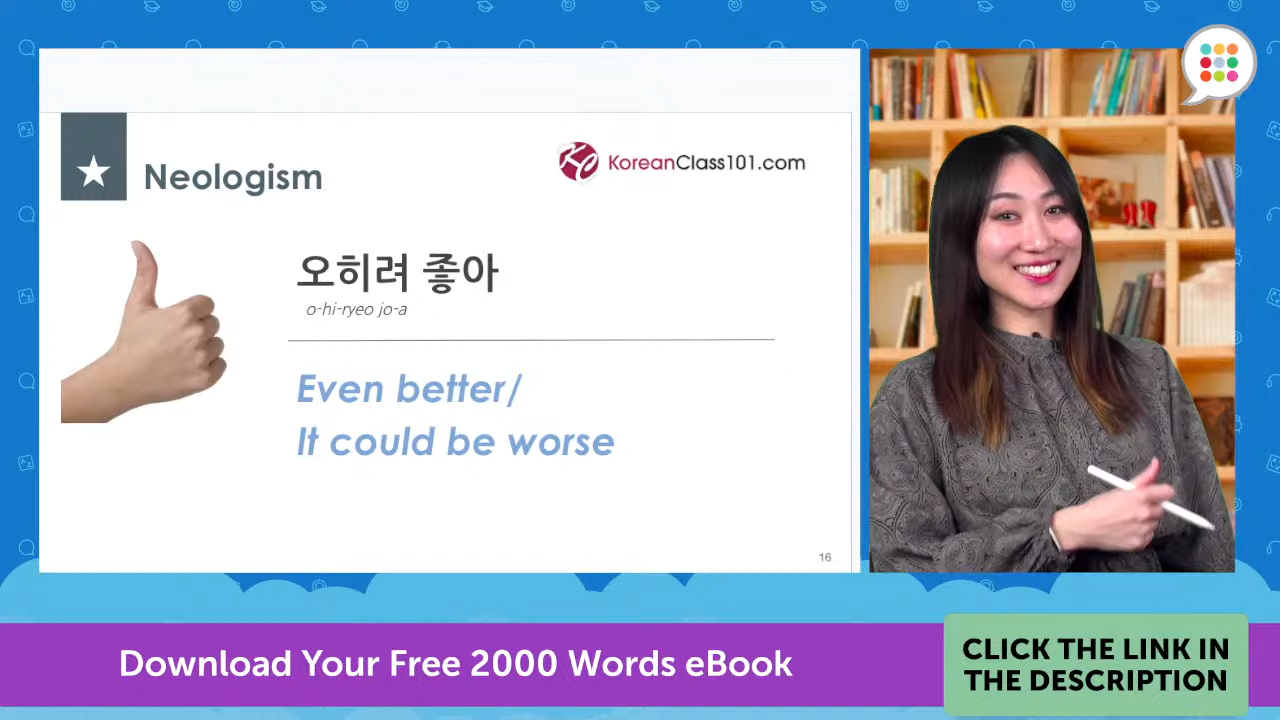 Neologism
KoreanClass101.com
오히려 좋아
o-hi-ryeo jo-a
Even better/
It could be worse
16
Download Your Free 2000 Words eBook
CLICK THE LINK IN
THE DESCRIPTION